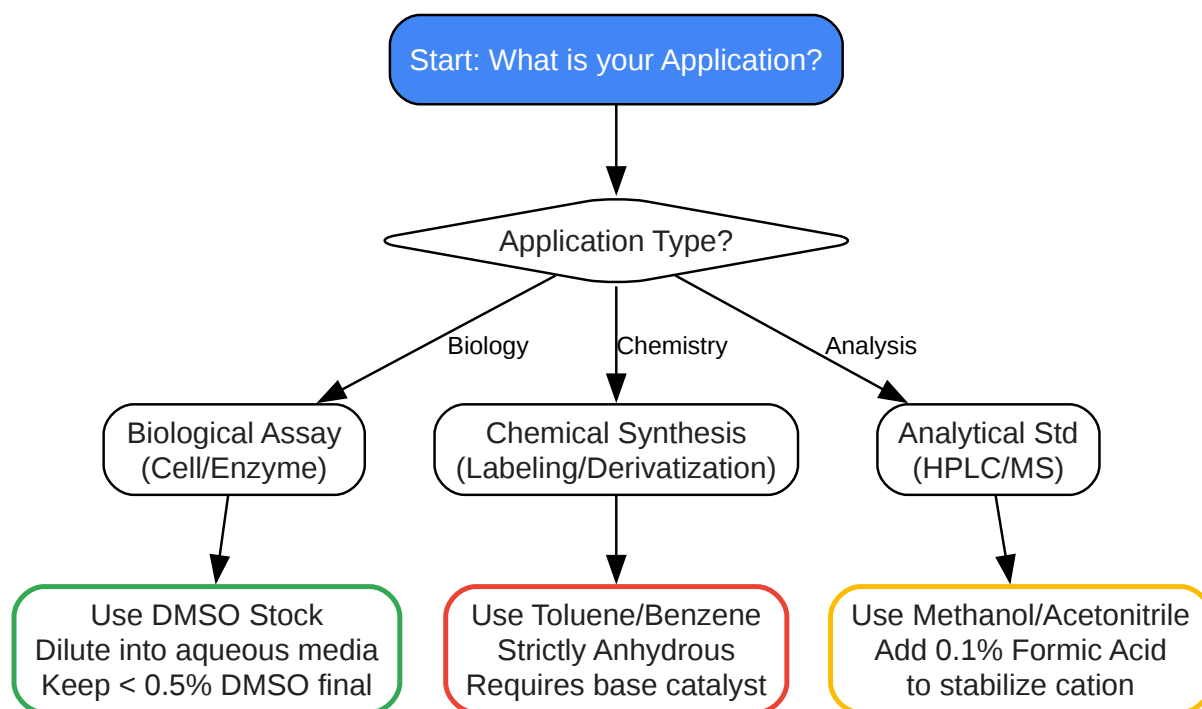 Start: What is your Application?
Application Type?
Biology
Chemistry
Analysis
Biological Assay
(Cell/Enzyme)
Chemical Synthesis
(Labeling/Derivatization)
Analytical Std
(HPLC/MS)
Use DMSO Stock
Dilute into aqueous media
Keep < 0.5% DMSO final
Use Toluene/Benzene
Strictly Anhydrous
Requires base catalyst
Use Methanol/Acetonitrile
Add 0.1% Formic Acid
to stabilize cation